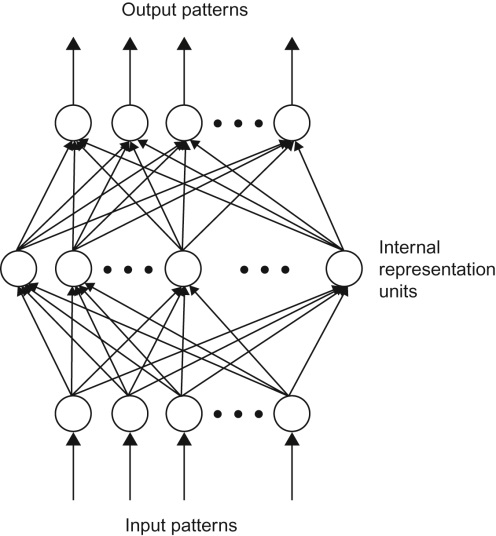 Output patterns
Internal
representation
units
Input patterns